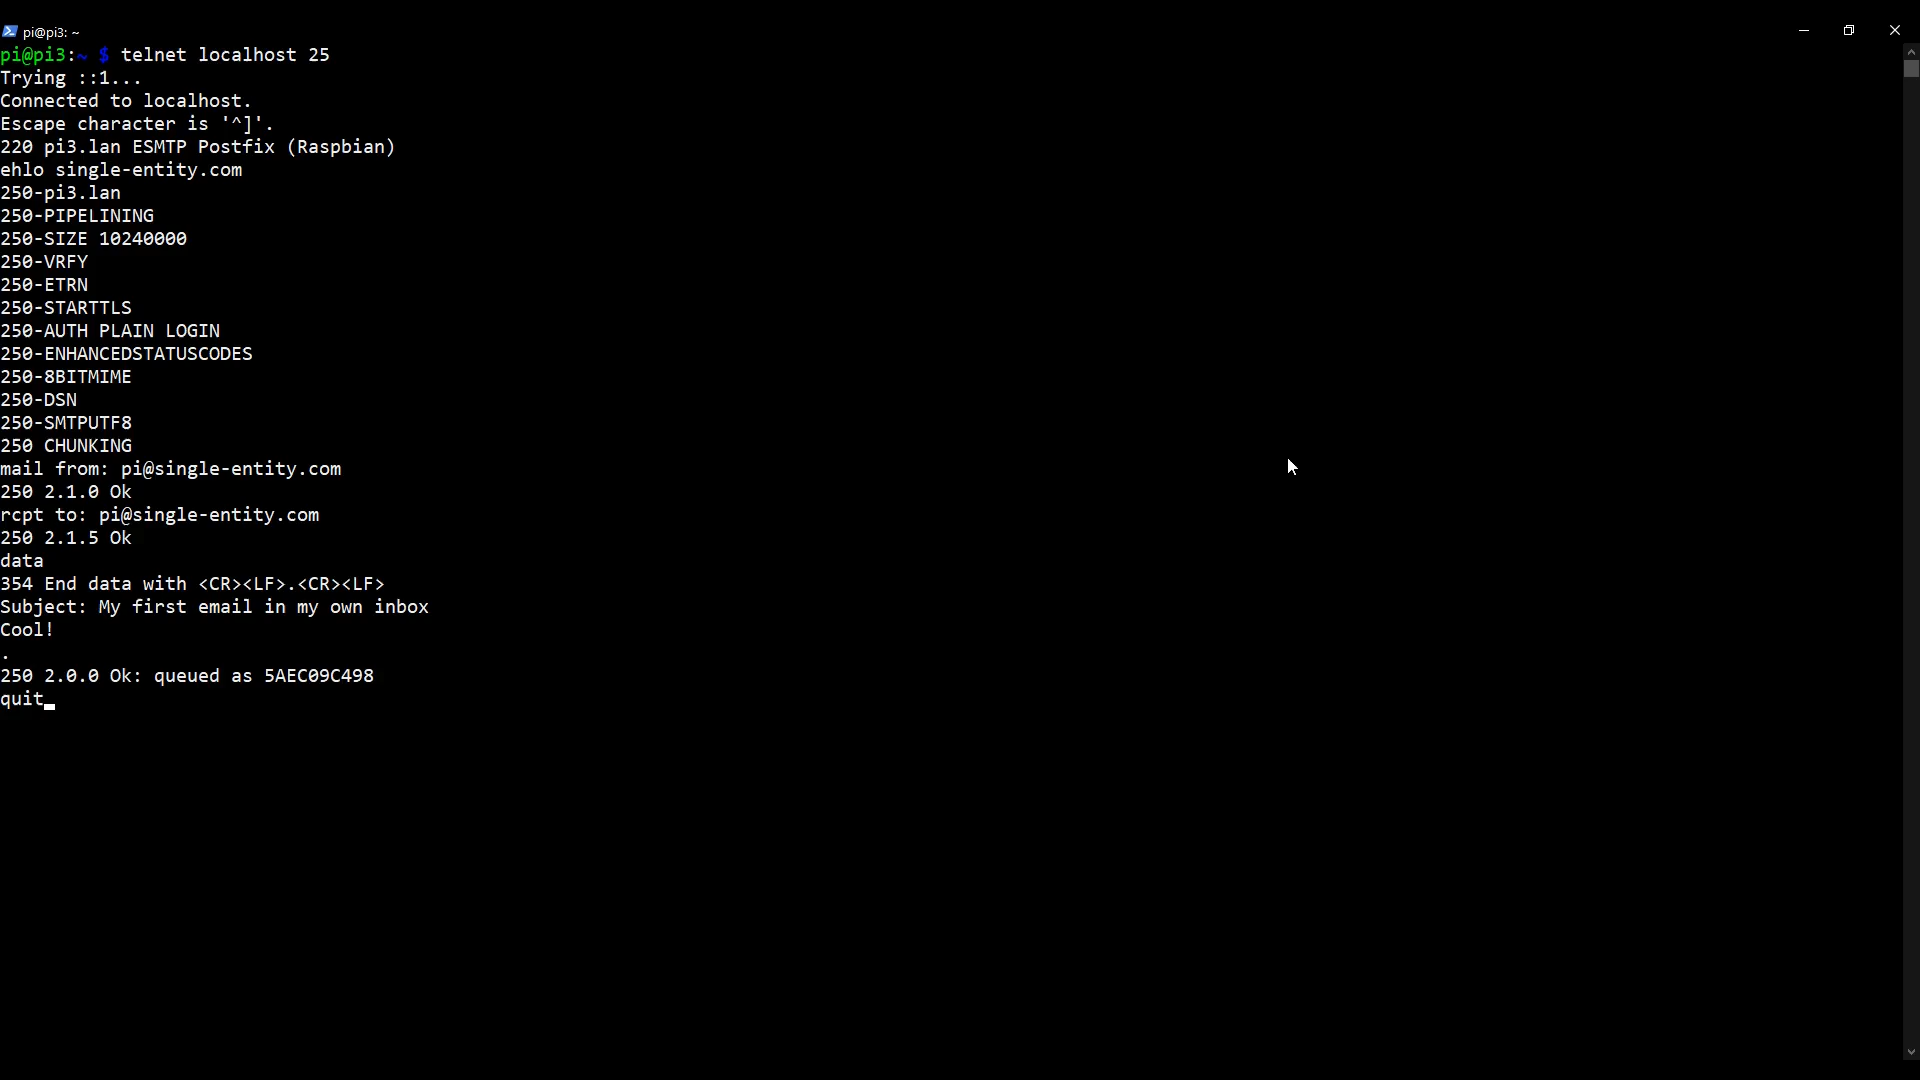 pi@pi3: ~
pi@pi3:~ $ telnet localhost 25
Trying ::1...
Connected to localhost.
Escape character is '^]'.
220 pi3.lan ESMTP Postfix (Raspbian)
ehlo single-entity.com
250-pi3.lan
250-PIPELINING
250-SIZE 10240000
250-VRFY
250-ETRN
250-STARTTLS
250-AUTH PLAIN LOGIN
250-ENHANCEDSTATUSCODES
250-8BITMIME
250-DSN
250-SMTPUTF8
250 CHUNKING
mail from: pi@single-entity.com
250 2.1.0 Ok
rcpt to: pi@single-entity.com
250 2.1.5 Ok
data
354 End data with <CR><LF>.<CR><LF>
Subject: My first email in my own inbox
Cool!
.
250 2.0.0 Ok: queued as 5AEC09C498
quit